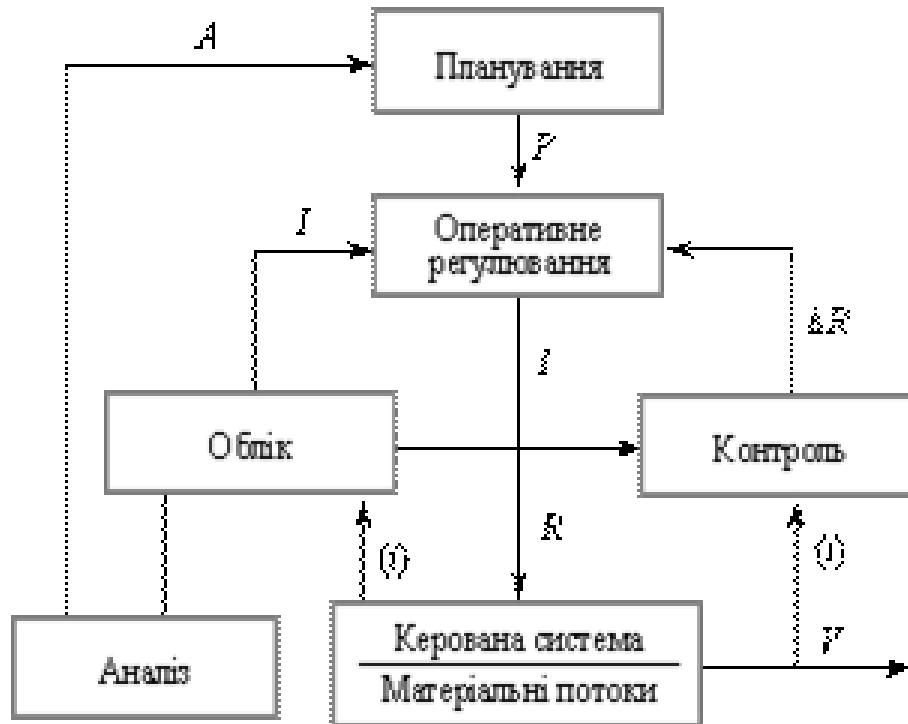 A
Планування
P
I
Оперативне
регулювання
ΔR
I
Облік
Контроль
R
(i)
(i)
V
Керована система
Матеріальні потоки
Аналіз